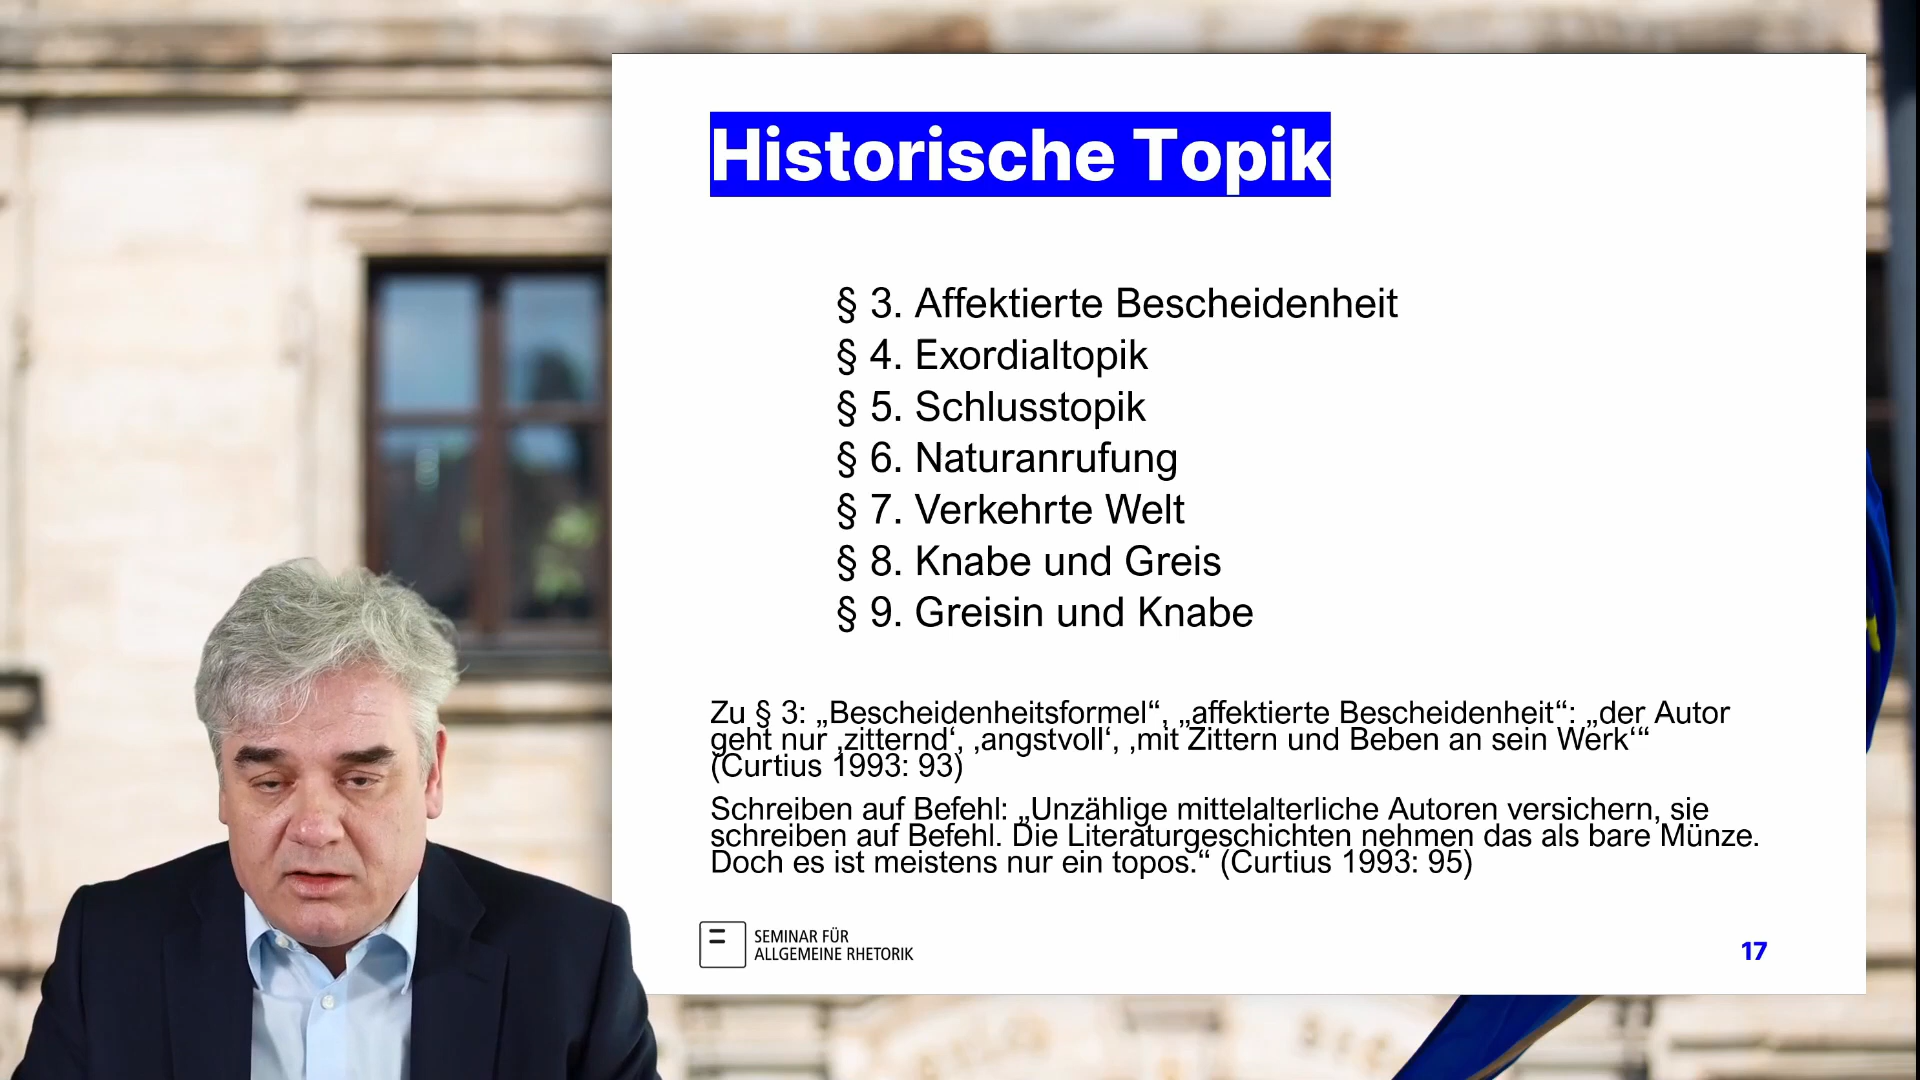 Historische Topik
§ 3. Affektierte Bescheidenheit
§ 4. Exordialtopik
§ 5. Schlusstopik
§ 6. Naturanrufung
§ 7. Verkehrte Welt
§ 8. Knabe und Greis
§ 9. Greisin und Knabe
Zu § 3: „Bescheidenheitsformel“, „affektierte Bescheidenheit“: „der Autor
geht nur ‚zitternd‘, ‚angstvoll‘, ‚mit Zittern und Beben an sein Werk‘“
(Curtius 1993: 93)
Schreiben auf Befehl: „Unzählige mittelalterliche Autoren versichern, sie
schreiben auf Befehl. Die Literaturgeschichten nehmen das als bare Münze.
Doch es ist meistens nur ein topos.“ (Curtius 1993: 95)
SEMINAR FÜR
ALLGEMEINE RHETORIK
17